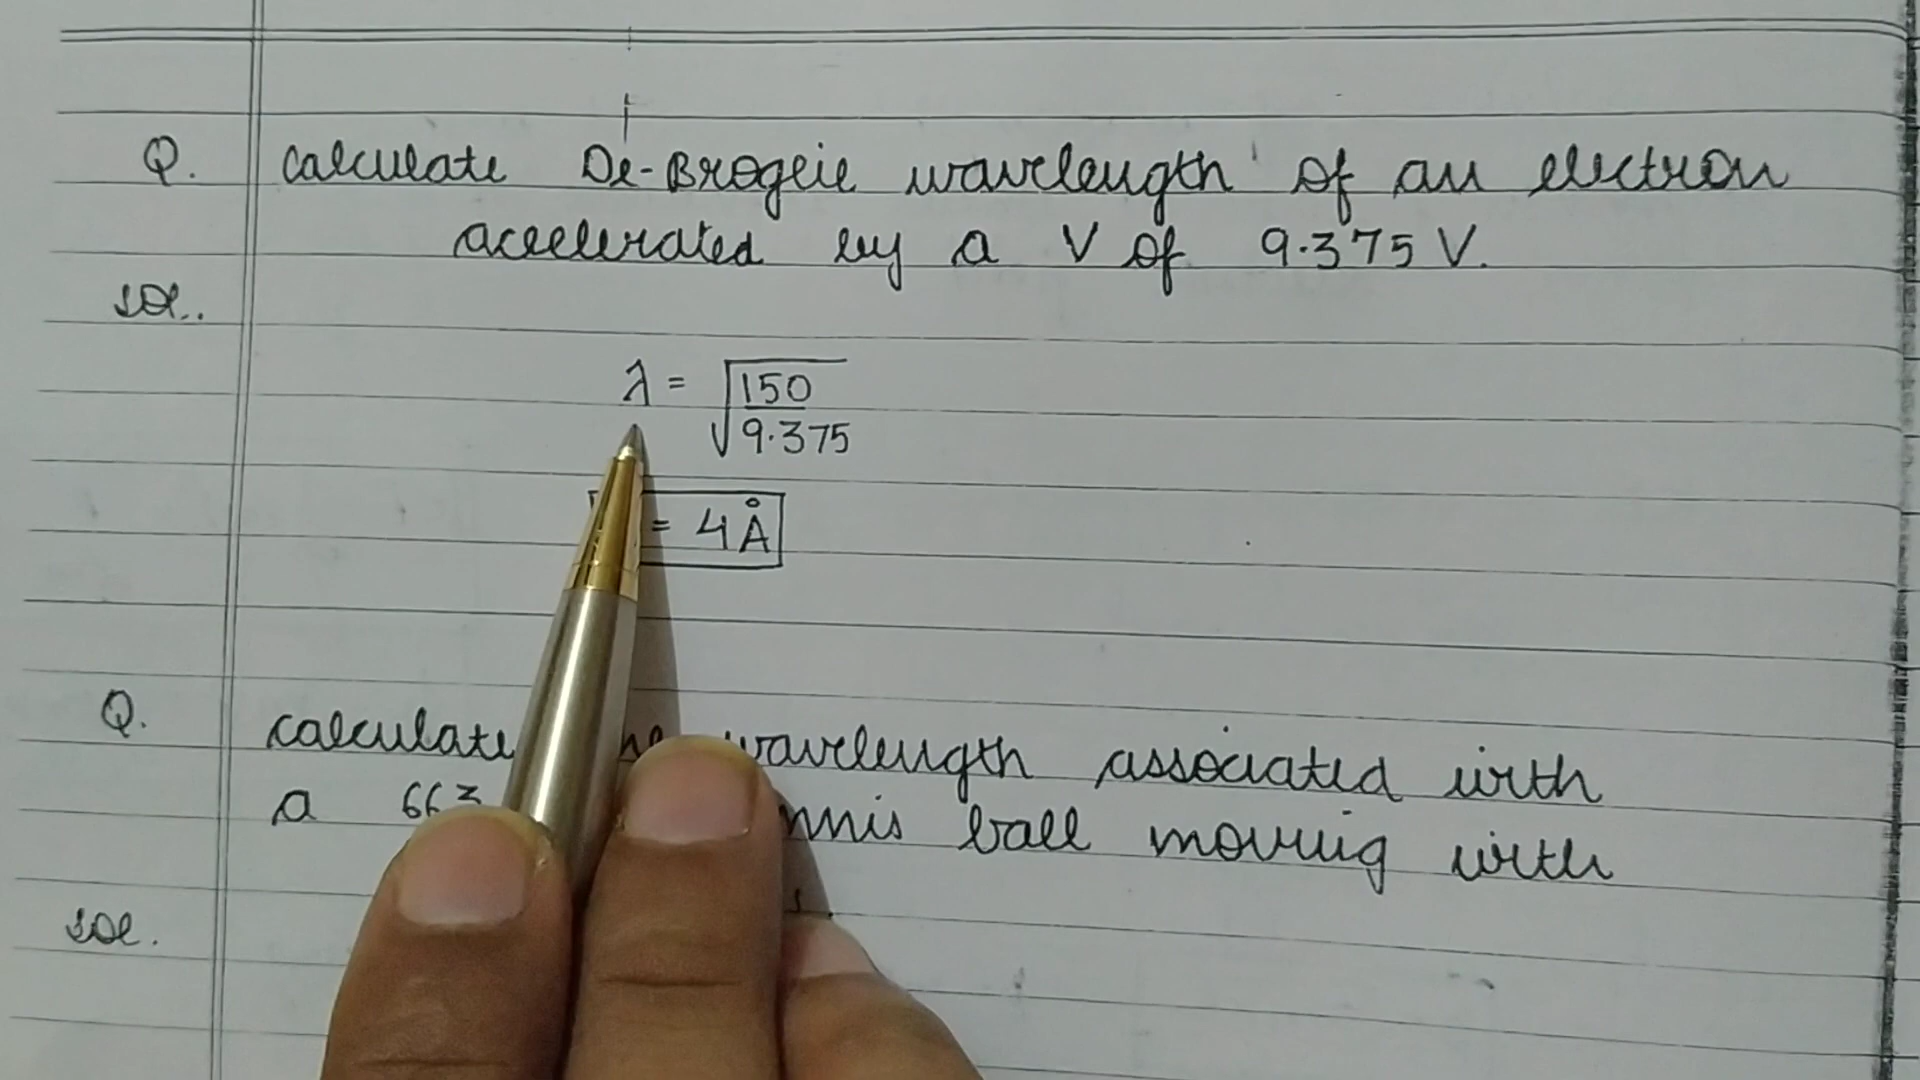 Q. calculate De-Broglie wavelength of an electron
accelerated by a V of 9.375 V.
sol.
λ = √150/9.375
= 4 Å
Q. calculate wavelength associated with
a 663 ball moving with
sol.